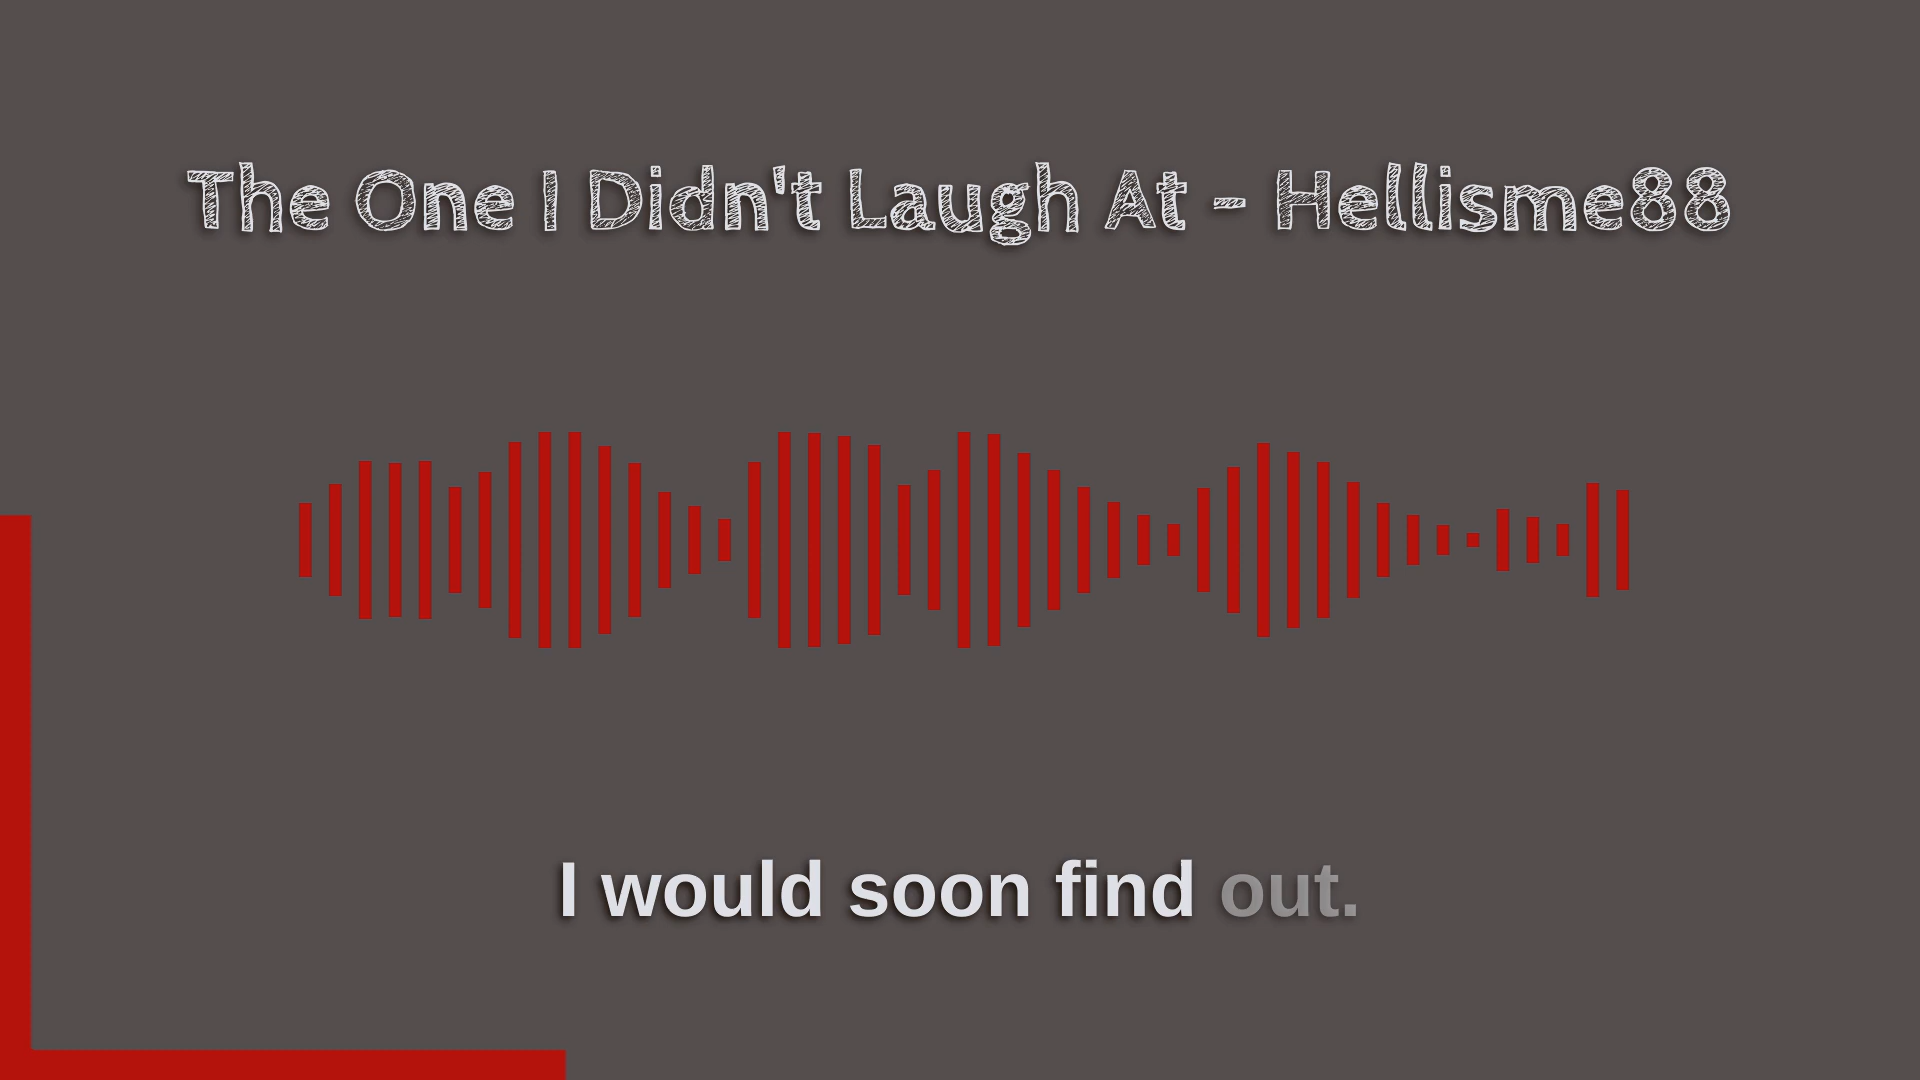 The One I Didn't Laugh At - Hellisme88
I would soon find out.